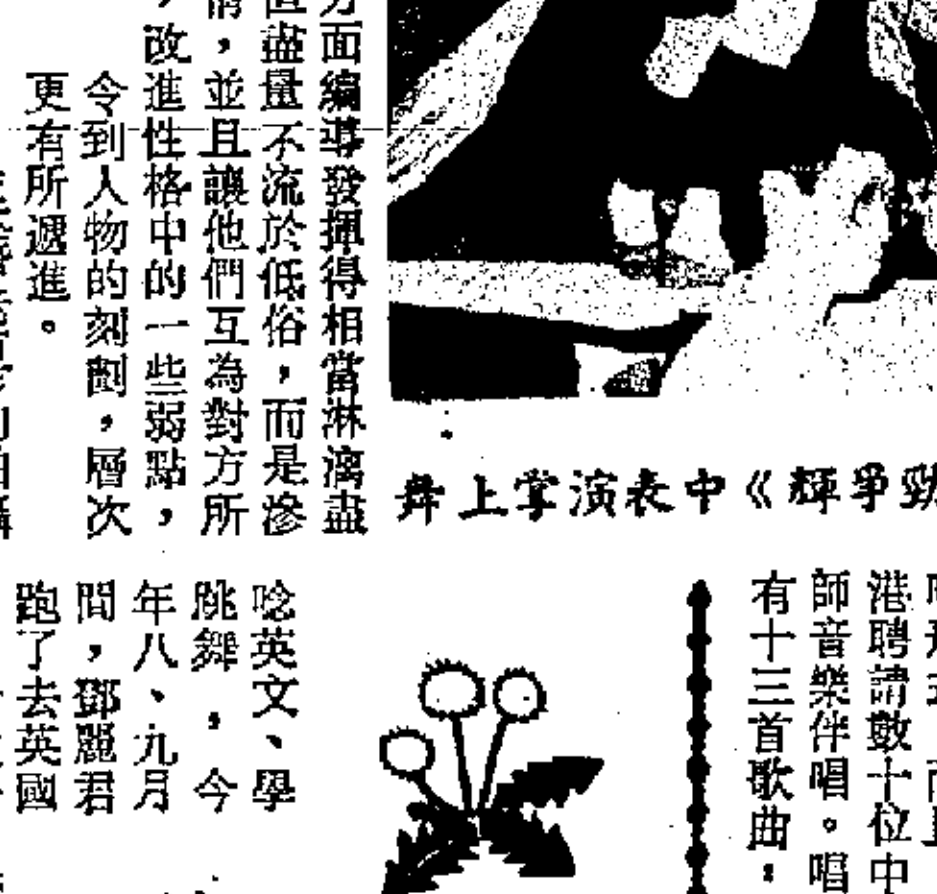 方面編導發揮得相當淋漓盡
盡量不流於低俗，而是滲
，並且讓他們互為對方所
，改進性格中的一些弱點，
令到人物的刻劃，層次
更有所遞進。
勁爭輝》中表演掌上舞
港聘請數十位中
師音樂伴唱。唱
有十三首歌曲，
唸英文、學
跳舞，今
年八、九月
間，鄧麗君
跑了去英國